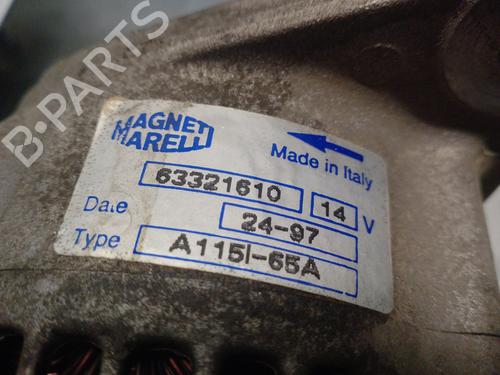 MAGNETI
MARELLI
Made in Italy
63321610 14 V
Date 24-97
Type A115I-65A
B-PARTS